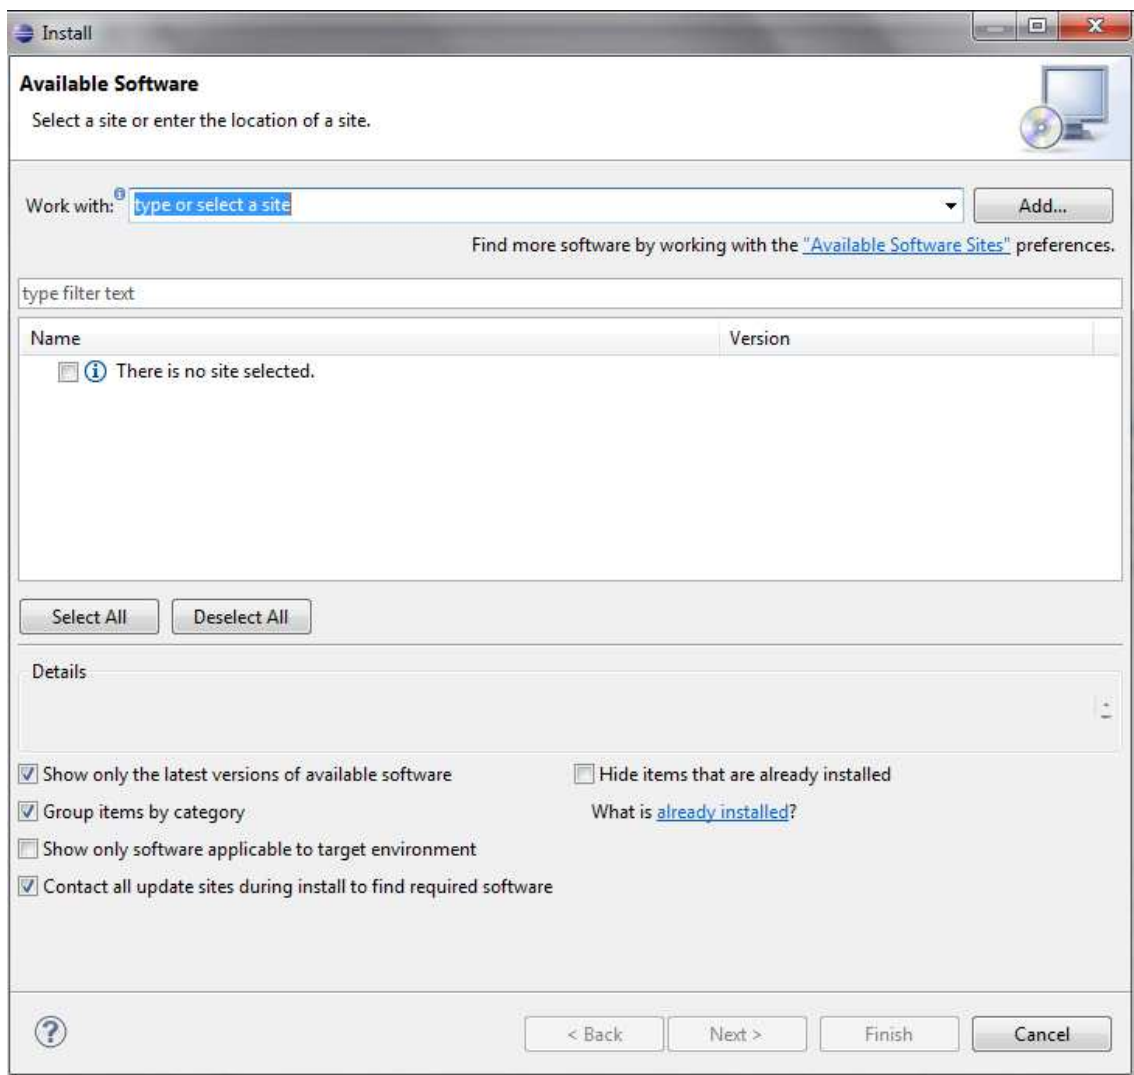 Install
Available Software
Select a site or enter the location of a site.
Work with: type or select a site Add...
Find more software by working with the "Available Software Sites" preferences.
type filter text
Name Version
There is no site selected.
Select All Deselect All
Details
Show only the latest versions of available software Hide items that are already installed
Group items by category What is already installed?
Show only software applicable to target environment
Contact all update sites during install to find required software
< Back Next > Finish Cancel